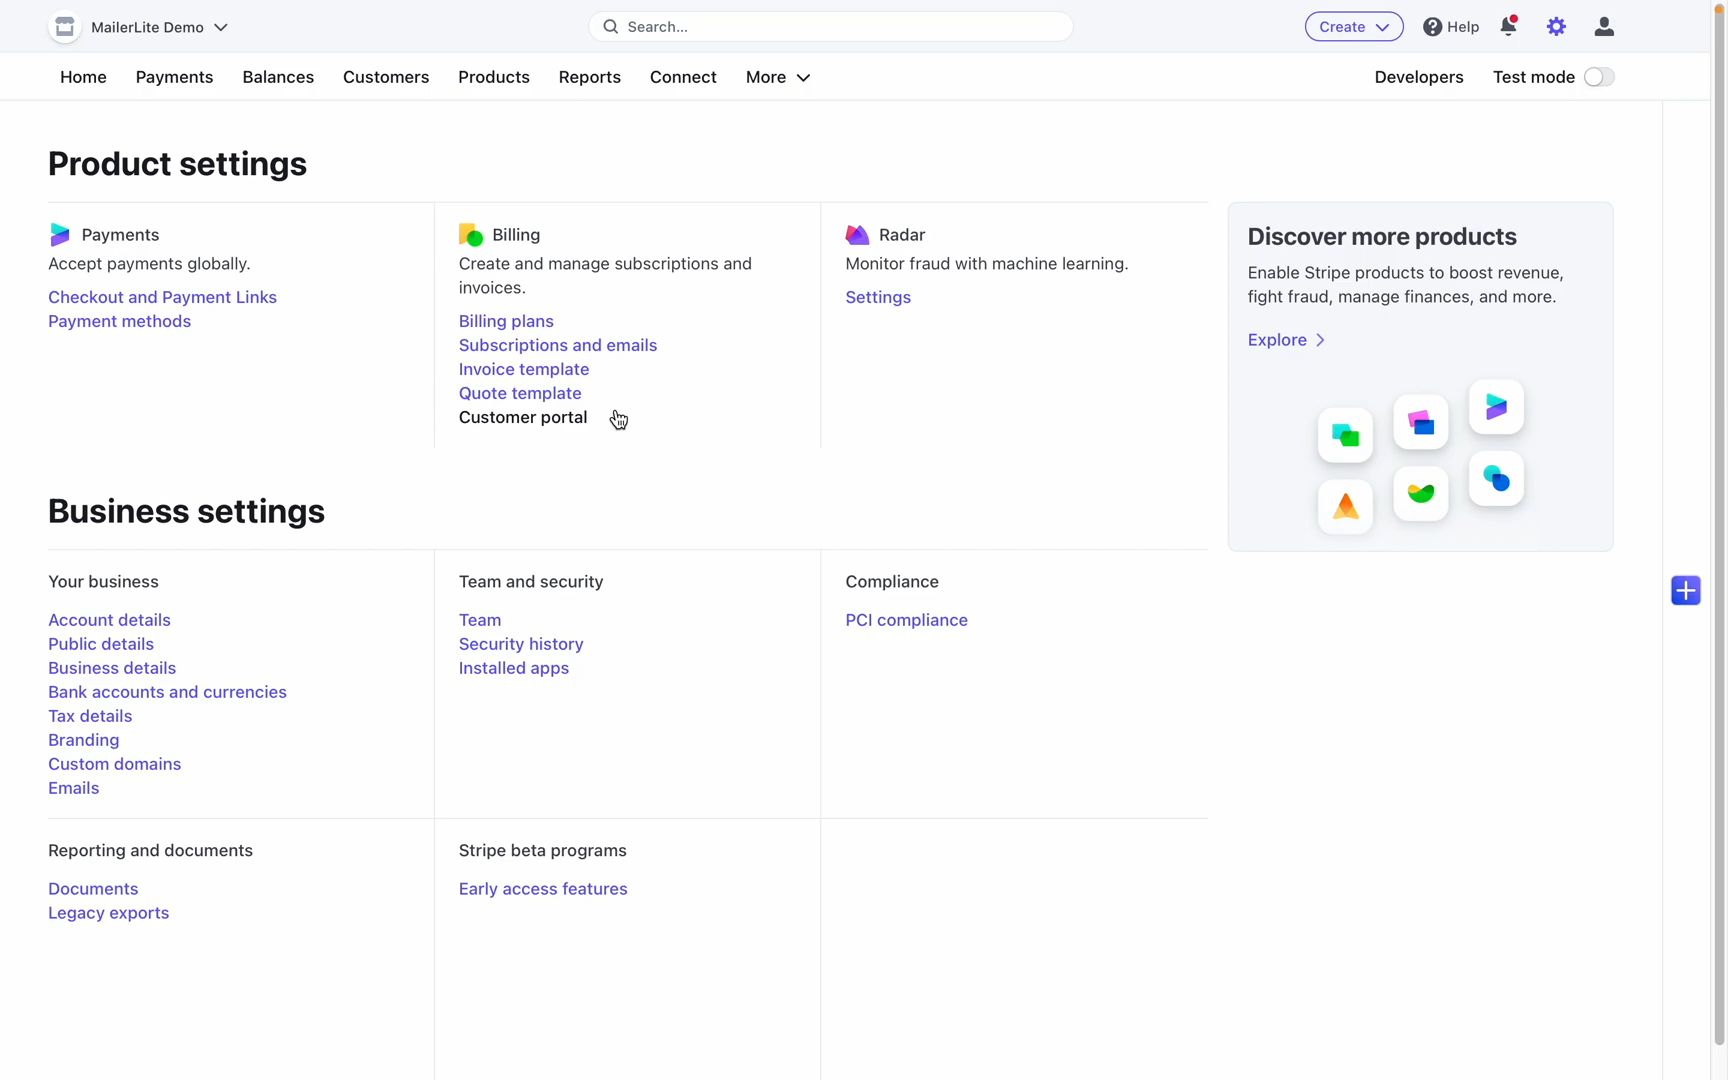 MailerLite Demo
Search...
Create
Help
Home
Payments
Balances
Customers
Products
Reports
Connect
More
Developers
Test mode
Product settings
Payments
Accept payments globally.
Checkout and Payment Links
Payment methods
Billing
Create and manage subscriptions and
invoices.
Billing plans
Subscriptions and emails
Invoice template
Quote template
Customer portal
Radar
Monitor fraud with machine learning.
Settings
Discover more products
Enable Stripe products to boost revenue,
fight fraud, manage finances, and more.
Explore
Business settings
Your business
Account details
Public details
Business details
Bank accounts and currencies
Tax details
Branding
Custom domains
Emails
Team and security
Team
Security history
Installed apps
Compliance
PCI compliance
Reporting and documents
Documents
Legacy exports
Stripe beta programs
Early access features